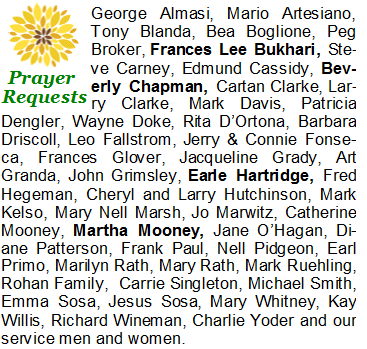 George Almasi, Mario Artesiano,
Tony Blanda, Bea Boglione, Peg
Broker, Frances Lee Bukhari, Ste-
ve Carney, Edmund Cassidy, Bev-
Prayer
erly Chapman, Cartan Clarke, Lar-
Requests
ry Clarke, Mark Davis, Patricia
Dengler, Wayne Doke, Rita D'Ortona, Barbara
Driscoll, Leo Fallstrom, Jerry & Connie Fonse-
ca, Frances Glover, Jacqueline Grady, Art
Granda, John Grimsley, Earle Hartridge, Fred
Hegeman, Cheryl and Larry Hutchinson, Mark
Kelso, Mary Nell Marsh, Jo Marwitz, Catherine
Mooney, Martha Mooney, Jane O'Hagan, Di-
ane Patterson, Frank Paul, Nell Pidgeon, Earl
Primo, Marilyn Rath, Mary Rath, Mark Ruehling,
Rohan Family, Carrie Singleton, Michael Smith,
Emma Sosa, Jesus Sosa, Mary Whitney, Kay
Willis, Richard Wineman, Charlie Yoder and our
service men and women.